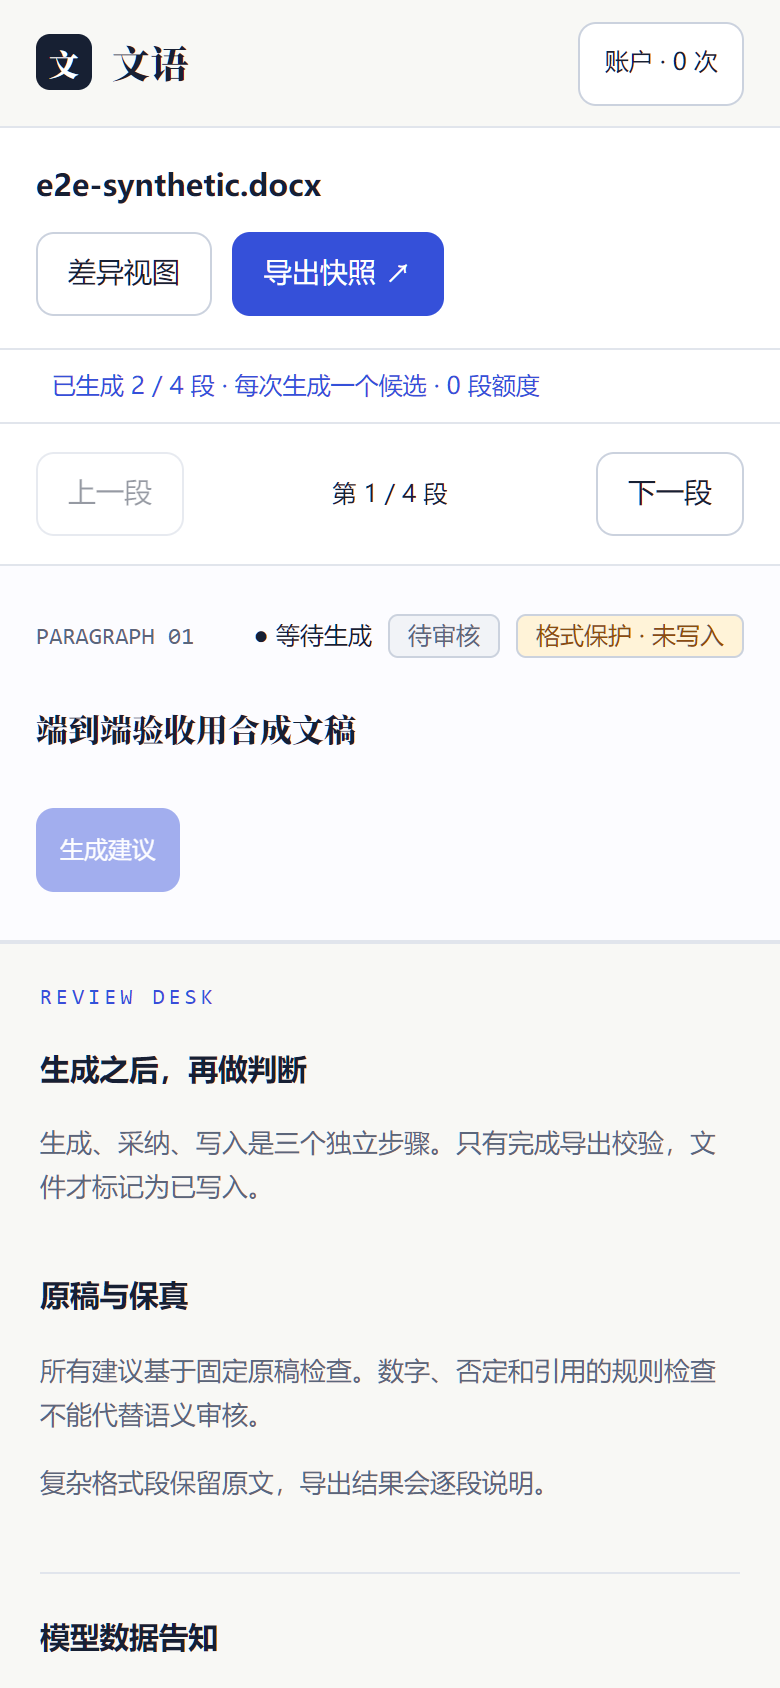 文 文语
账户 · 0 次
e2e-synthetic.docx
差异视图
导出快照 ↗
已生成 2 / 4 段 · 每次生成一个候选 · 0 段额度
上一段
第 1 / 4 段
下一段
PARAGRAPH 01
● 等待生成
待审核
格式保护 · 未写入
端到端验收用合成文稿
生成建议
REVIEW DESK
生成之后，再做判断
生成、采纳、写入是三个独立步骤。只有完成导出校验，文
件才标记为已写入。
原稿与保真
所有建议基于固定原稿检查。数字、否定和引用的规则检查
不能代替语义审核。
复杂格式段保留原文，导出结果会逐段说明。
模型数据告知